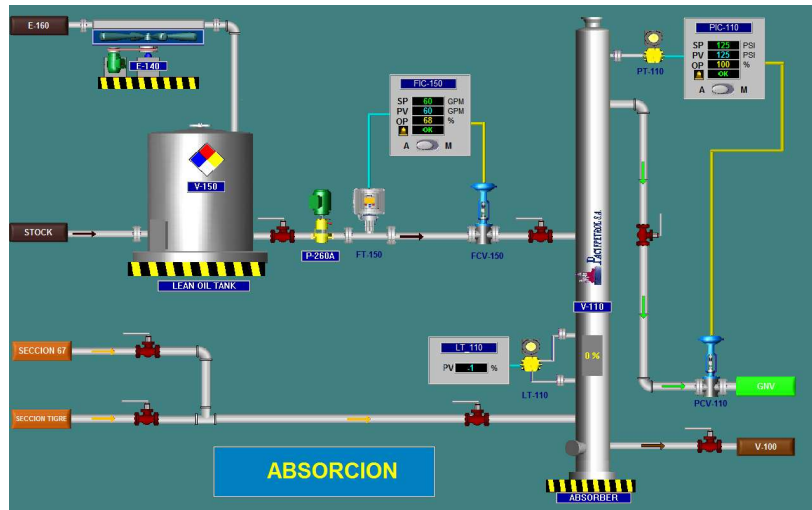 E-160
E-140
FIC-150
SP 60 GPM
PV 60 GPM
OP 68 %
OK
A M
PIC-110
SP 125 PSI
PV 125 PSI
OP 100 %
OK
A M
PT-110
V-150
STOCK
P-260A
FT-150
FCV-150
LEAN OIL TANK
PACIFPETROL S.A.
V-110
SECCION 67
LT_110
PV -1 %
0 %
LT-110
PCV-110
GNV
SECCION TIGRE
V-100
ABSORCION
ABSORBER